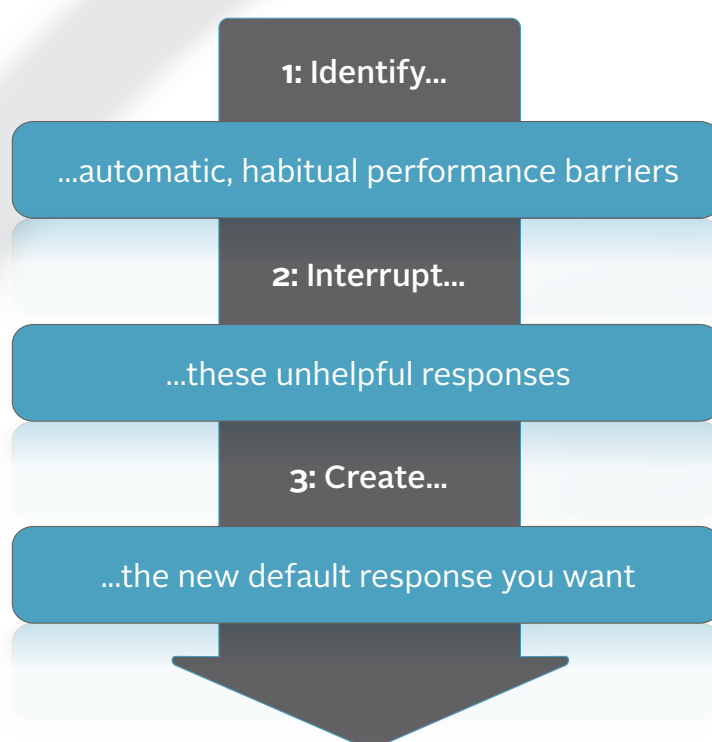 1: Identify...
...automatic, habitual performance barriers
2: Interrupt...
...these unhelpful responses
3: Create...
...the new default response you want